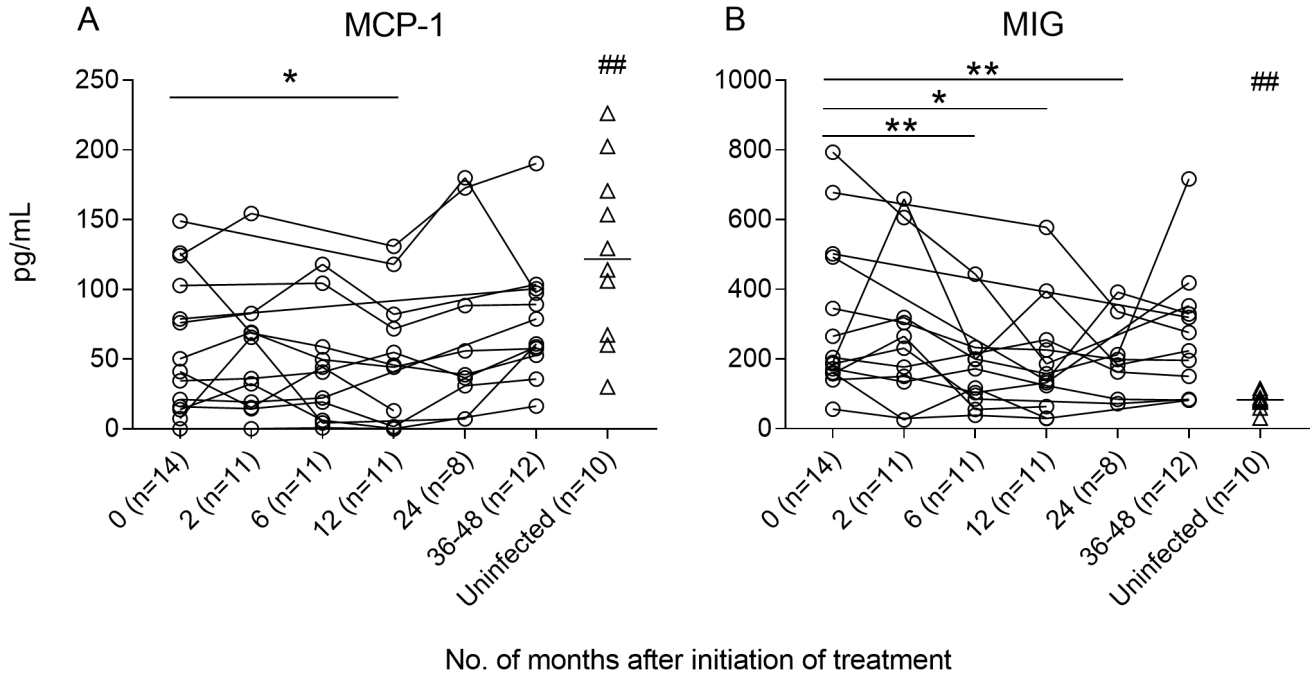 A
MCP-1
B
MIG
pg/mL
250
200
150
100
50
0
*
##
0 (n=14)
2 (n=11)
6 (n=11)
12 (n=11)
24 (n=8)
36-48 (n=12)
Uninfected (n=10)
1000
800
600
400
200
0
**
*
**
##
0 (n=14)
2 (n=11)
6 (n=11)
12 (n=11)
24 (n=8)
36-48 (n=12)
Uninfected (n=10)
No. of months after initiation of treatment